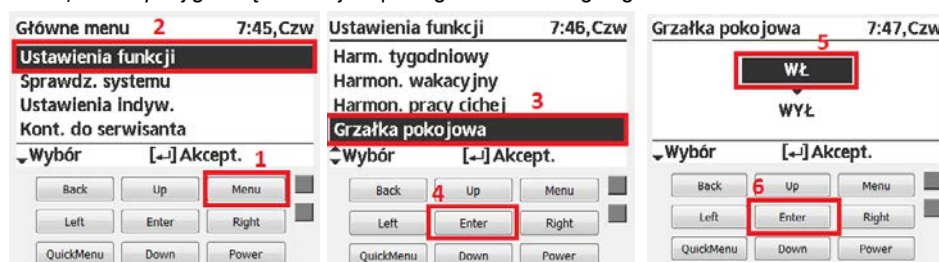 Główne menu 2 7:45,Czw
Ustawienia funkcji
Sprawdz. systemu
Ustawienia indyw.
Kont. do serwisanta
Wybór [↵] Akcept. 1
Back Up Menu
Left Enter Right
QuickMenu Down Power
Ustawienia funkcji 7:46,Czw
Harm. tygodniowy
Harmon. wakacyjny
Harmon. pracy cichej 3
Grzałka pokojowa
Wybór [↵] Akcept.
Back 4 Up Menu
Left Enter Right
QuickMenu Down Power
Grzałka pokojowa 5 7:47,Czw
WŁ
WYŁ
Wybór [↵] Akcept.
Back 6 Up Menu
Left Enter Right
QuickMenu Down Power